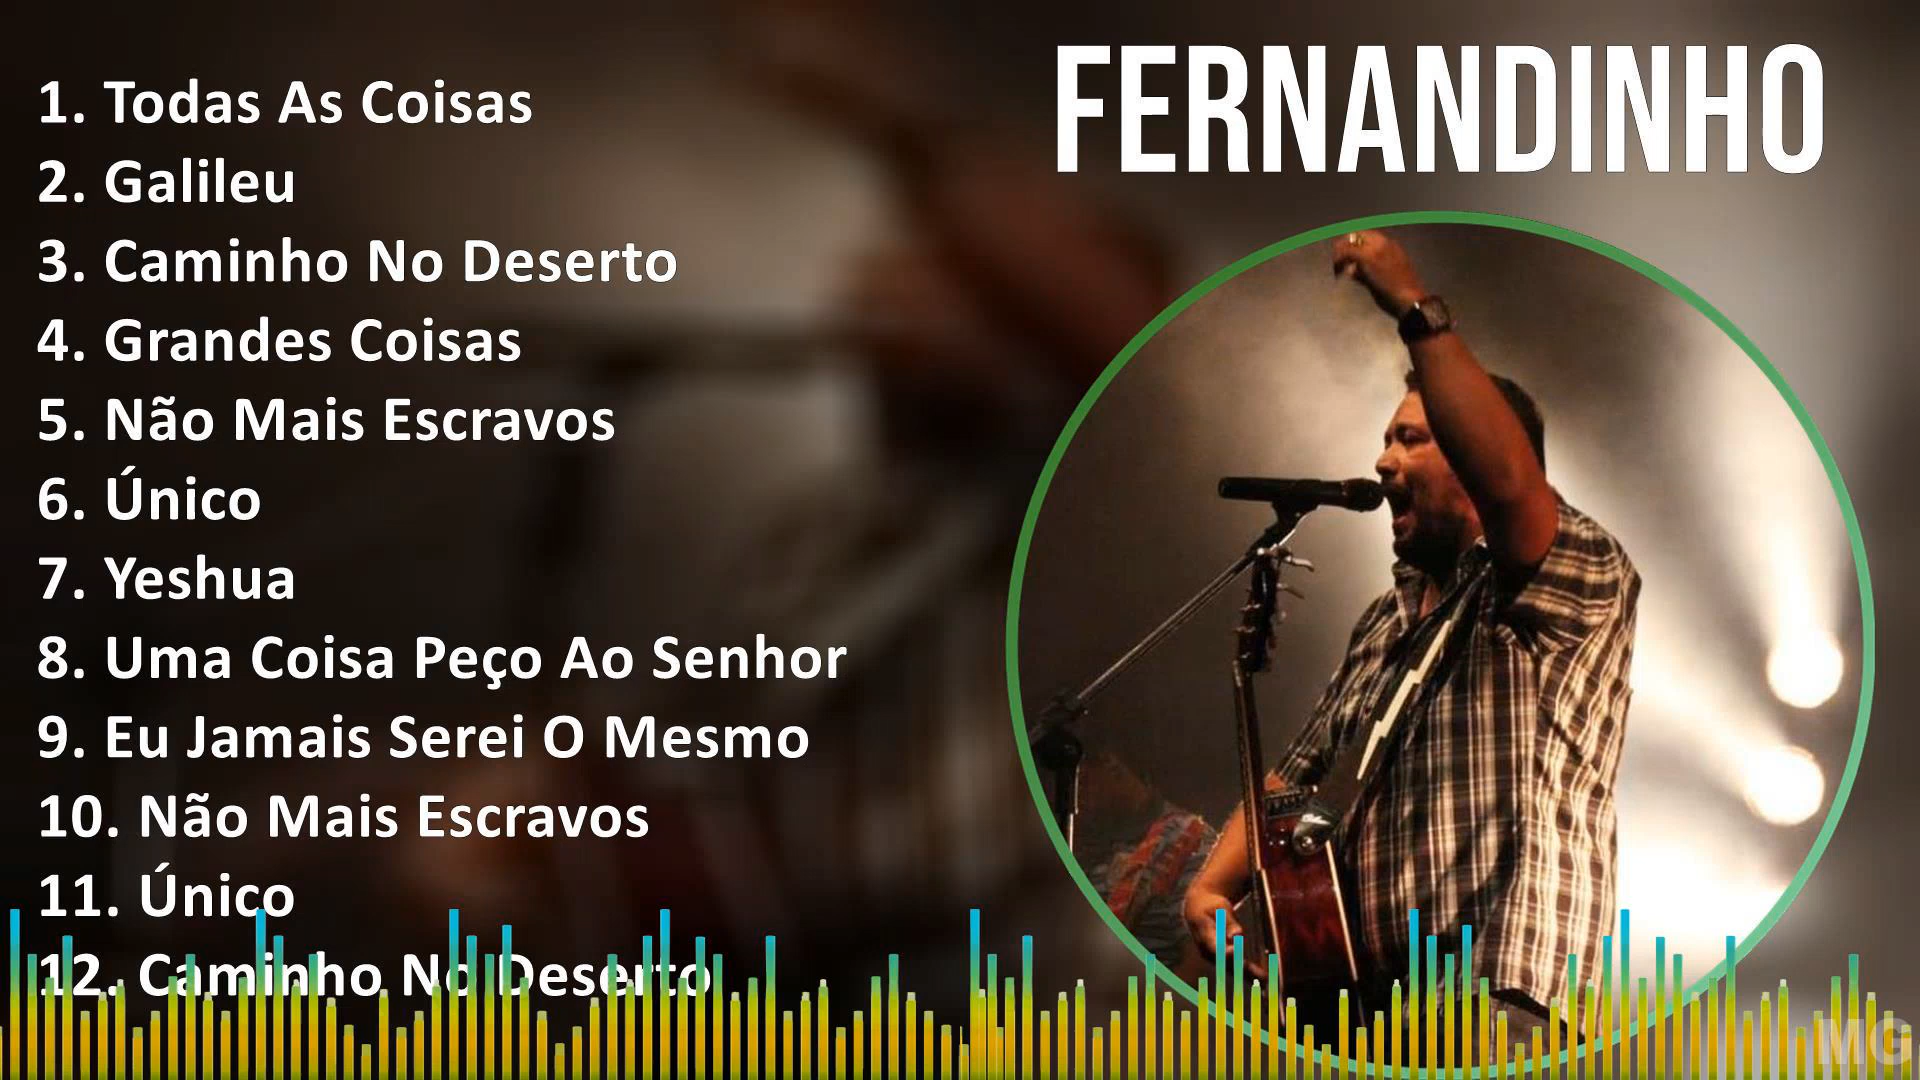 FERNANDINHO
1. Todas As Coisas
2. Galileu
3. Caminho No Deserto
4. Grandes Coisas
5. Não Mais Escravos
6. Único
7. Yeshua
8. Uma Coisa Peço Ao Senhor
9. Eu Jamais Serei O Mesmo
10. Não Mais Escravos
11. Único
12. Caminho No Deserto
MG